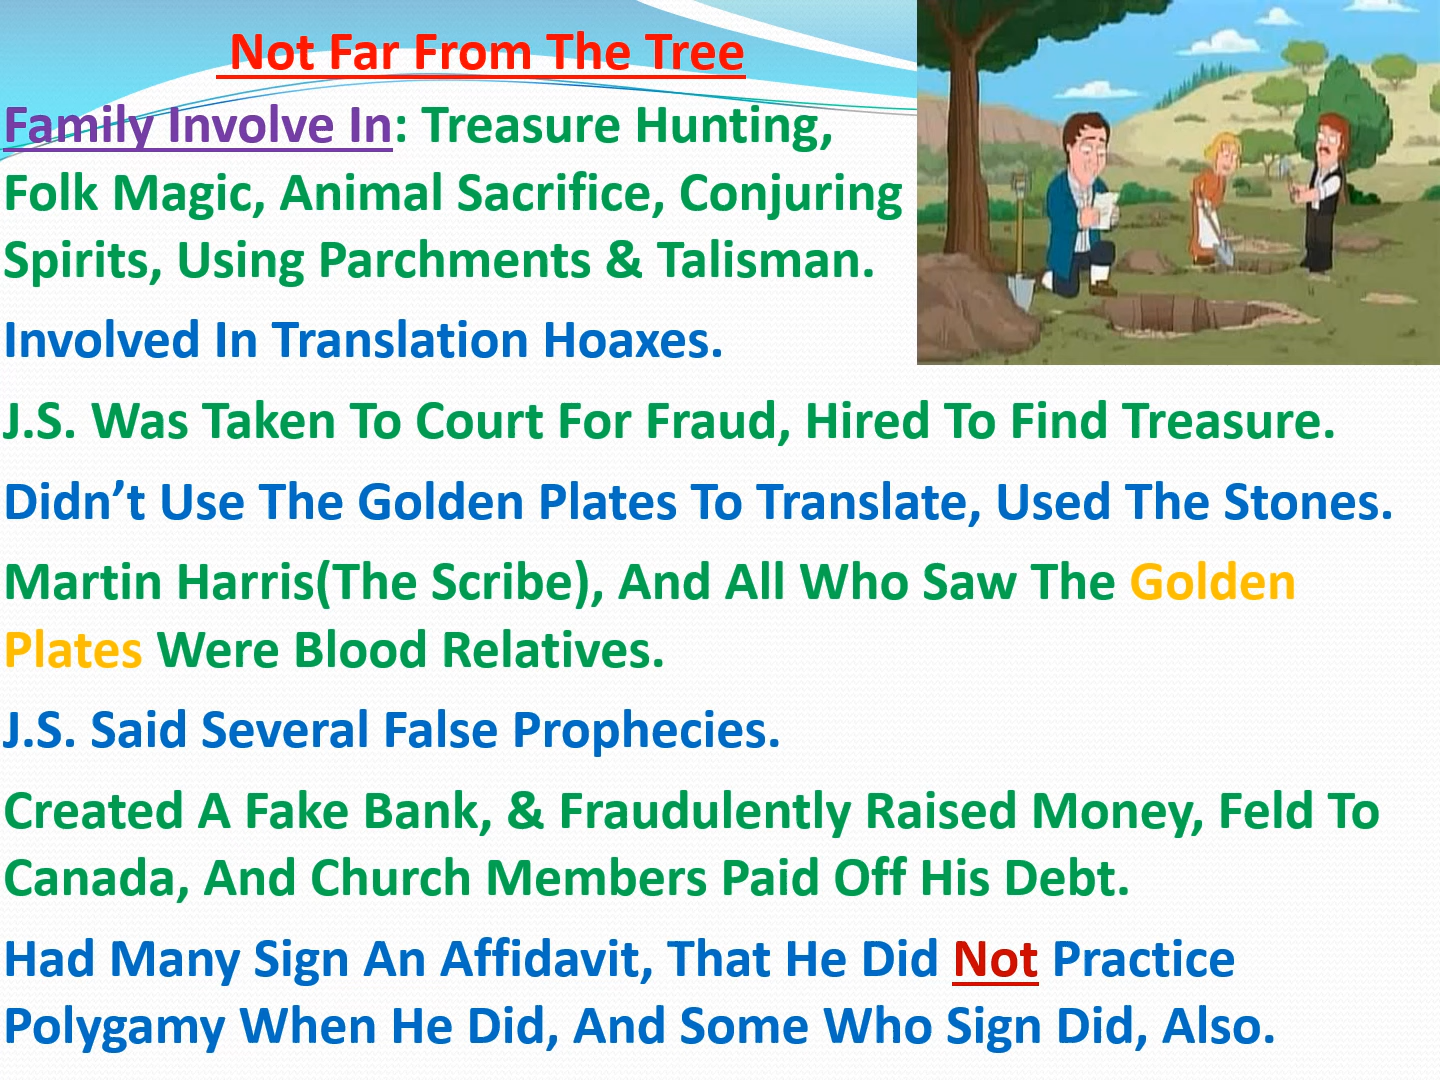 Not Far From The Tree
Family Involve In: Treasure Hunting,
Folk Magic, Animal Sacrifice, Conjuring
Spirits, Using Parchments & Talisman.
Involved In Translation Hoaxes.
J.S. Was Taken To Court For Fraud, Hired To Find Treasure.
Didn’t Use The Golden Plates To Translate, Used The Stones.
Martin Harris(The Scribe), And All Who Saw The Golden
Plates Were Blood Relatives.
J.S. Said Several False Prophecies.
Created A Fake Bank, & Fraudulently Raised Money, Feld To
Canada, And Church Members Paid Off His Debt.
Had Many Sign An Affidavit, That He Did Not Practice
Polygamy When He Did, And Some Who Sign Did, Also.